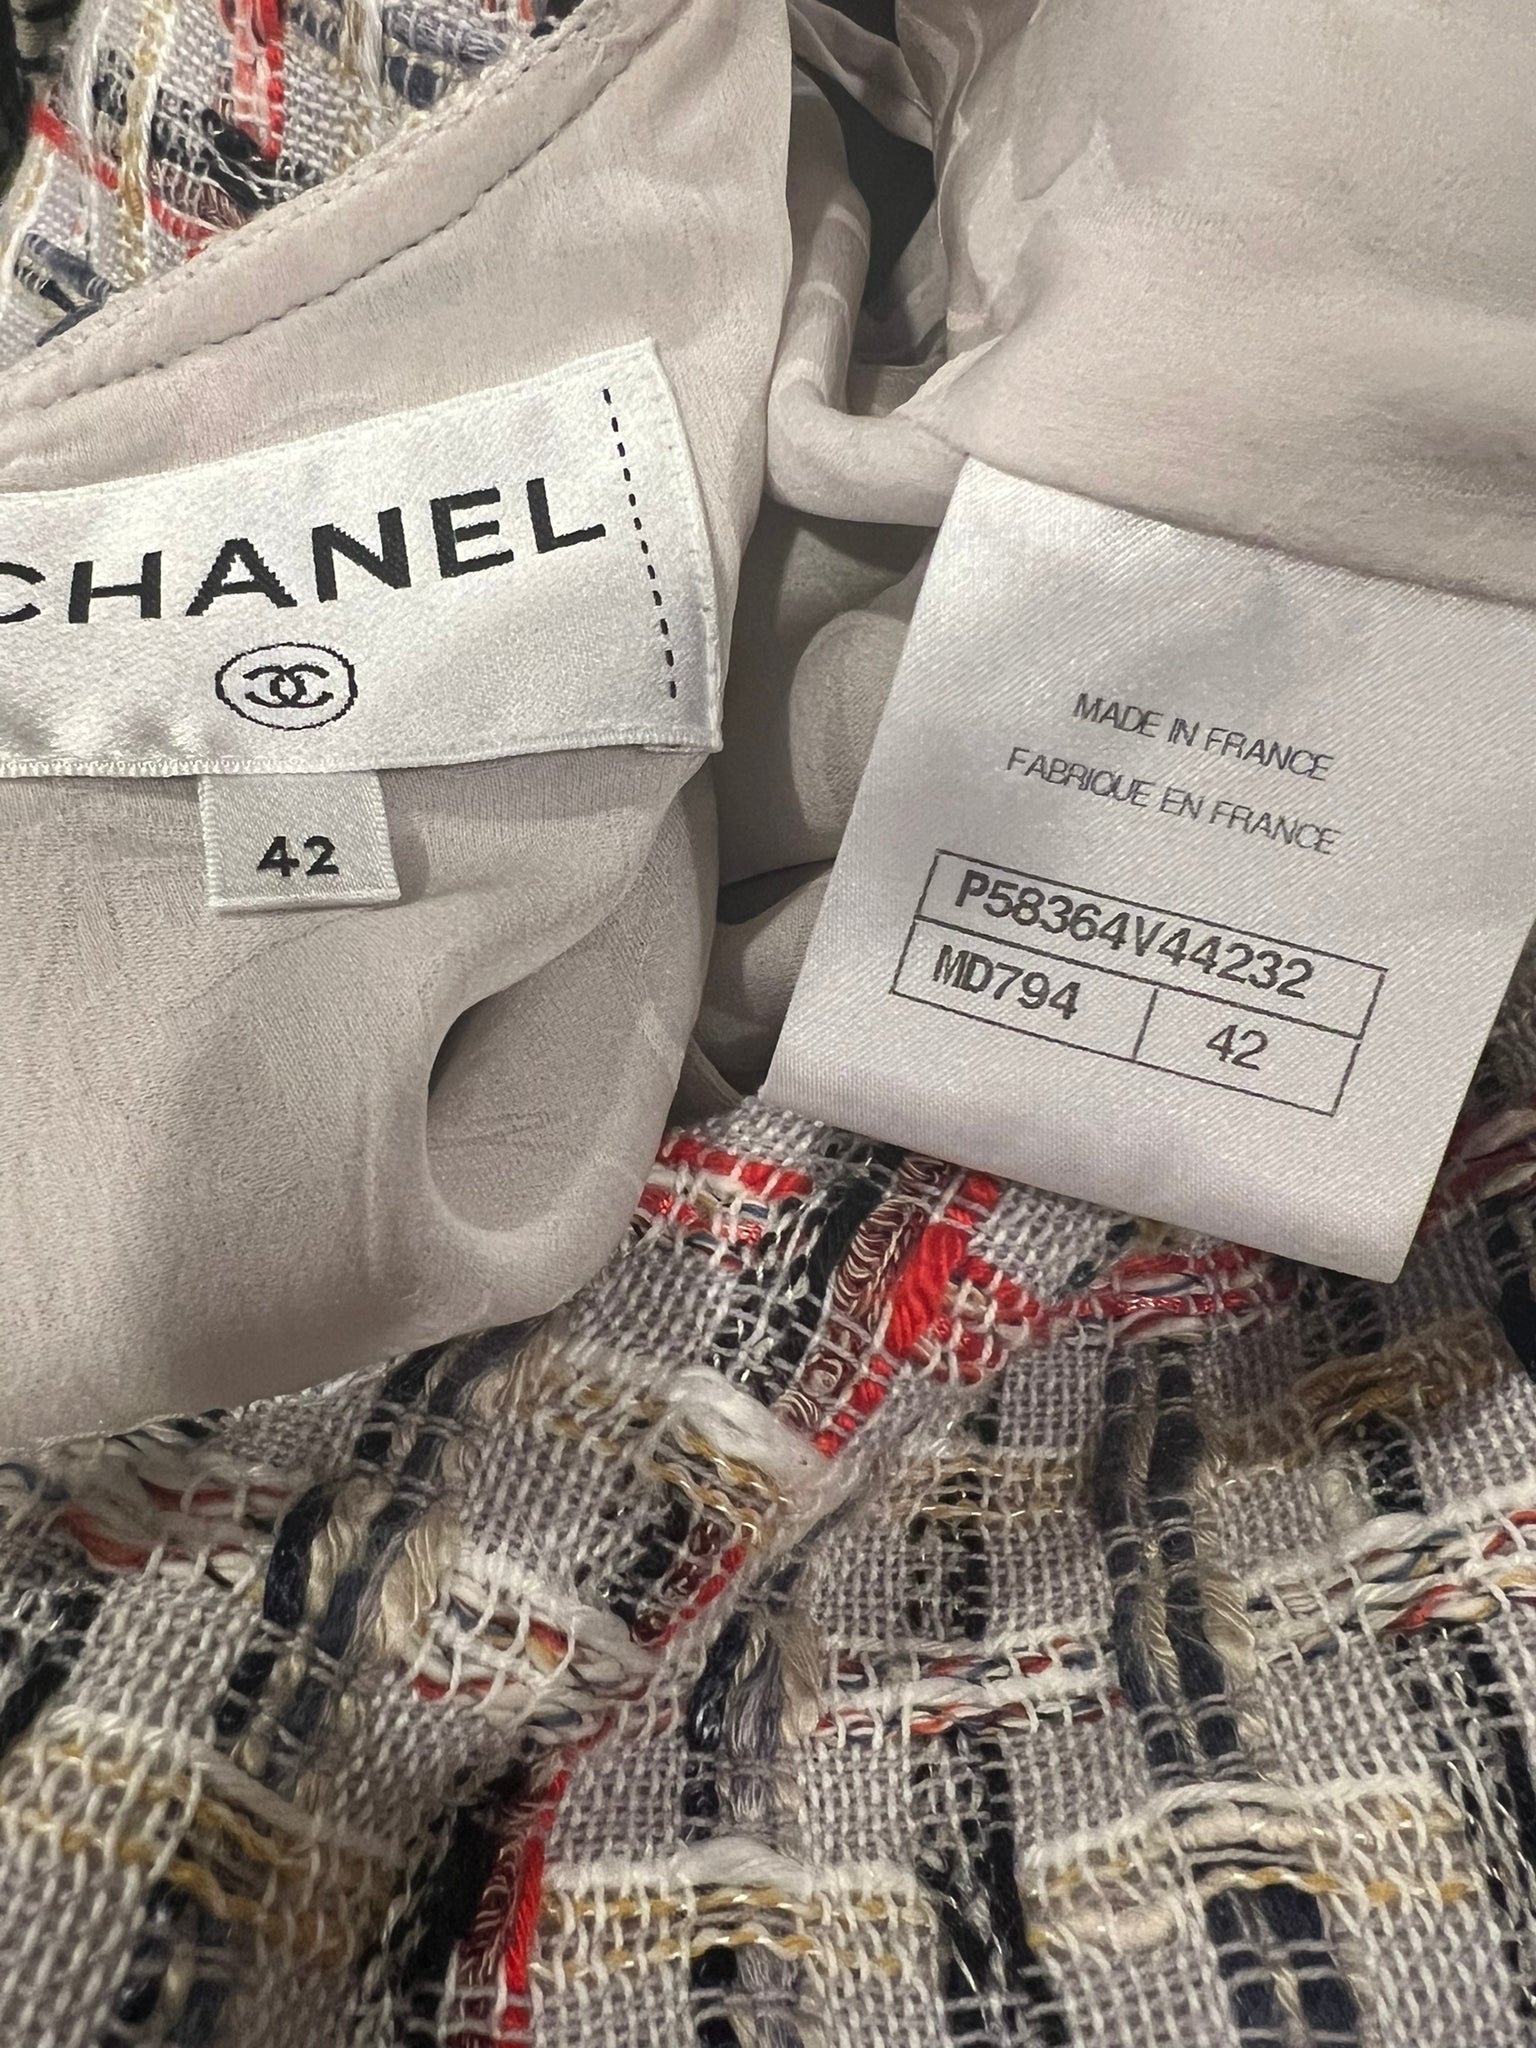 CHANEL
42
MADE IN FRANCE
FABRIQUE EN FRANCE
P58364V44232
MD794
42